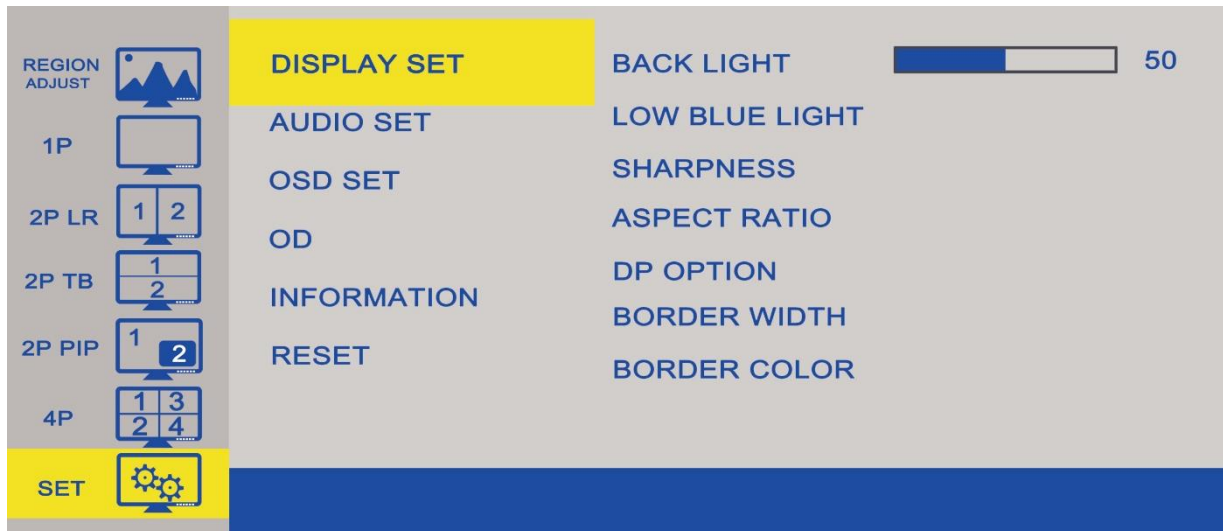 REGION
ADJUST
1P
2P LR
1 2
2P TB
1
2
2P PIP
1
2
4P
1 3
2 4
SET
DISPLAY SET
AUDIO SET
OSD SET
OD
INFORMATION
RESET
BACK LIGHT 50
LOW BLUE LIGHT
SHARPNESS
ASPECT RATIO
DP OPTION
BORDER WIDTH
BORDER COLOR